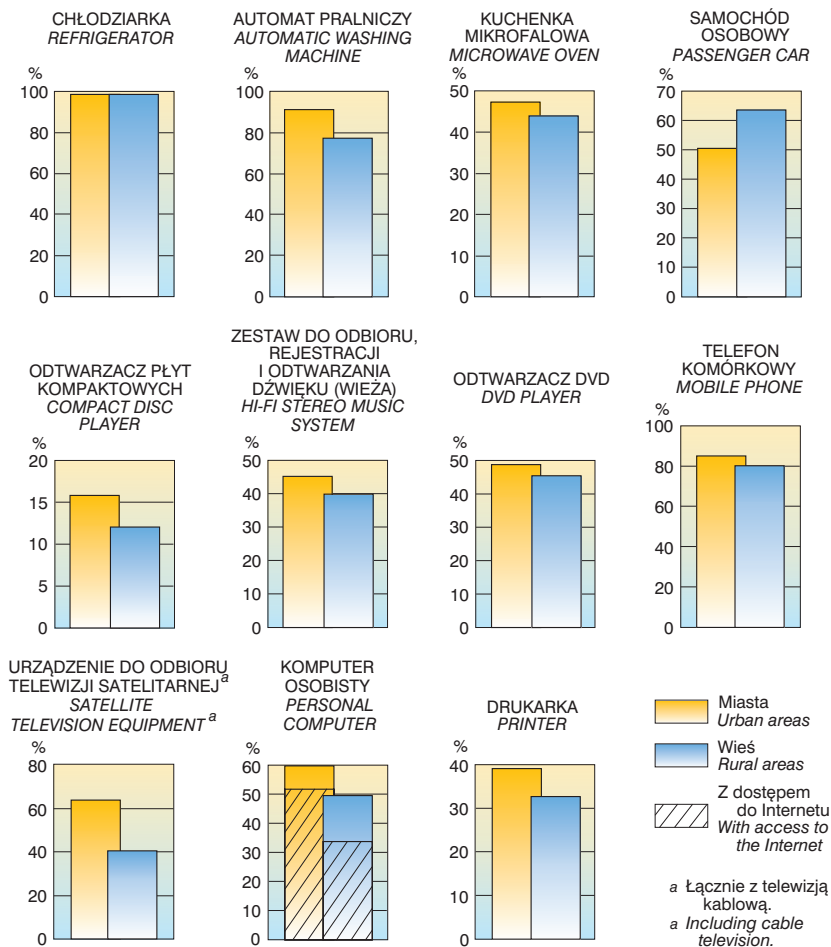 CHŁODZIARKA
REFRIGERATOR
%
100
80
60
40
20
0
AUTOMAT PRALNICZY
AUTOMATIC WASHING
MACHINE
%
100
80
60
40
20
0
KUCHENKA
MIKROFALOWA
MICROWAVE OVEN
%
50
40
30
20
10
0
SAMOCHÓD
OSOBOWY
PASSENGER CAR
%
70
60
50
40
30
20
10
0
ODTWARZACZ PŁYT
KOMPAKTOWYCH
COMPACT DISC
PLAYER
%
20
15
10
5
0
ZESTAW DO ODBIORU,
REJESTRACJI
I ODTWARZANIA
DŹWIĘKU (WIEŻA)
HI-FI STEREO MUSIC
SYSTEM
%
50
40
30
20
10
0
ODTWARZACZ DVD
DVD PLAYER
%
50
40
30
20
10
0
TELEFON
KOMÓRKOWY
MOBILE PHONE
%
100
80
60
40
20
0
URZĄDZENIE DO ODBIORU
TELEWIZJI SATELITARNEJ a
SATELLITE
TELEVISION EQUIPMENT a
%
80
60
40
20
0
KOMPUTER
OSOBISTY
PERSONAL
COMPUTER
%
60
50
40
30
20
10
0
DRUKARKA
PRINTER
%
40
30
20
10
0
Miasta
Urban areas
Wieś
Rural areas
Z dostępem
do Internetu
With access to
the Internet
a Łącznie z telewizją
kablową.
a Including cable
television.